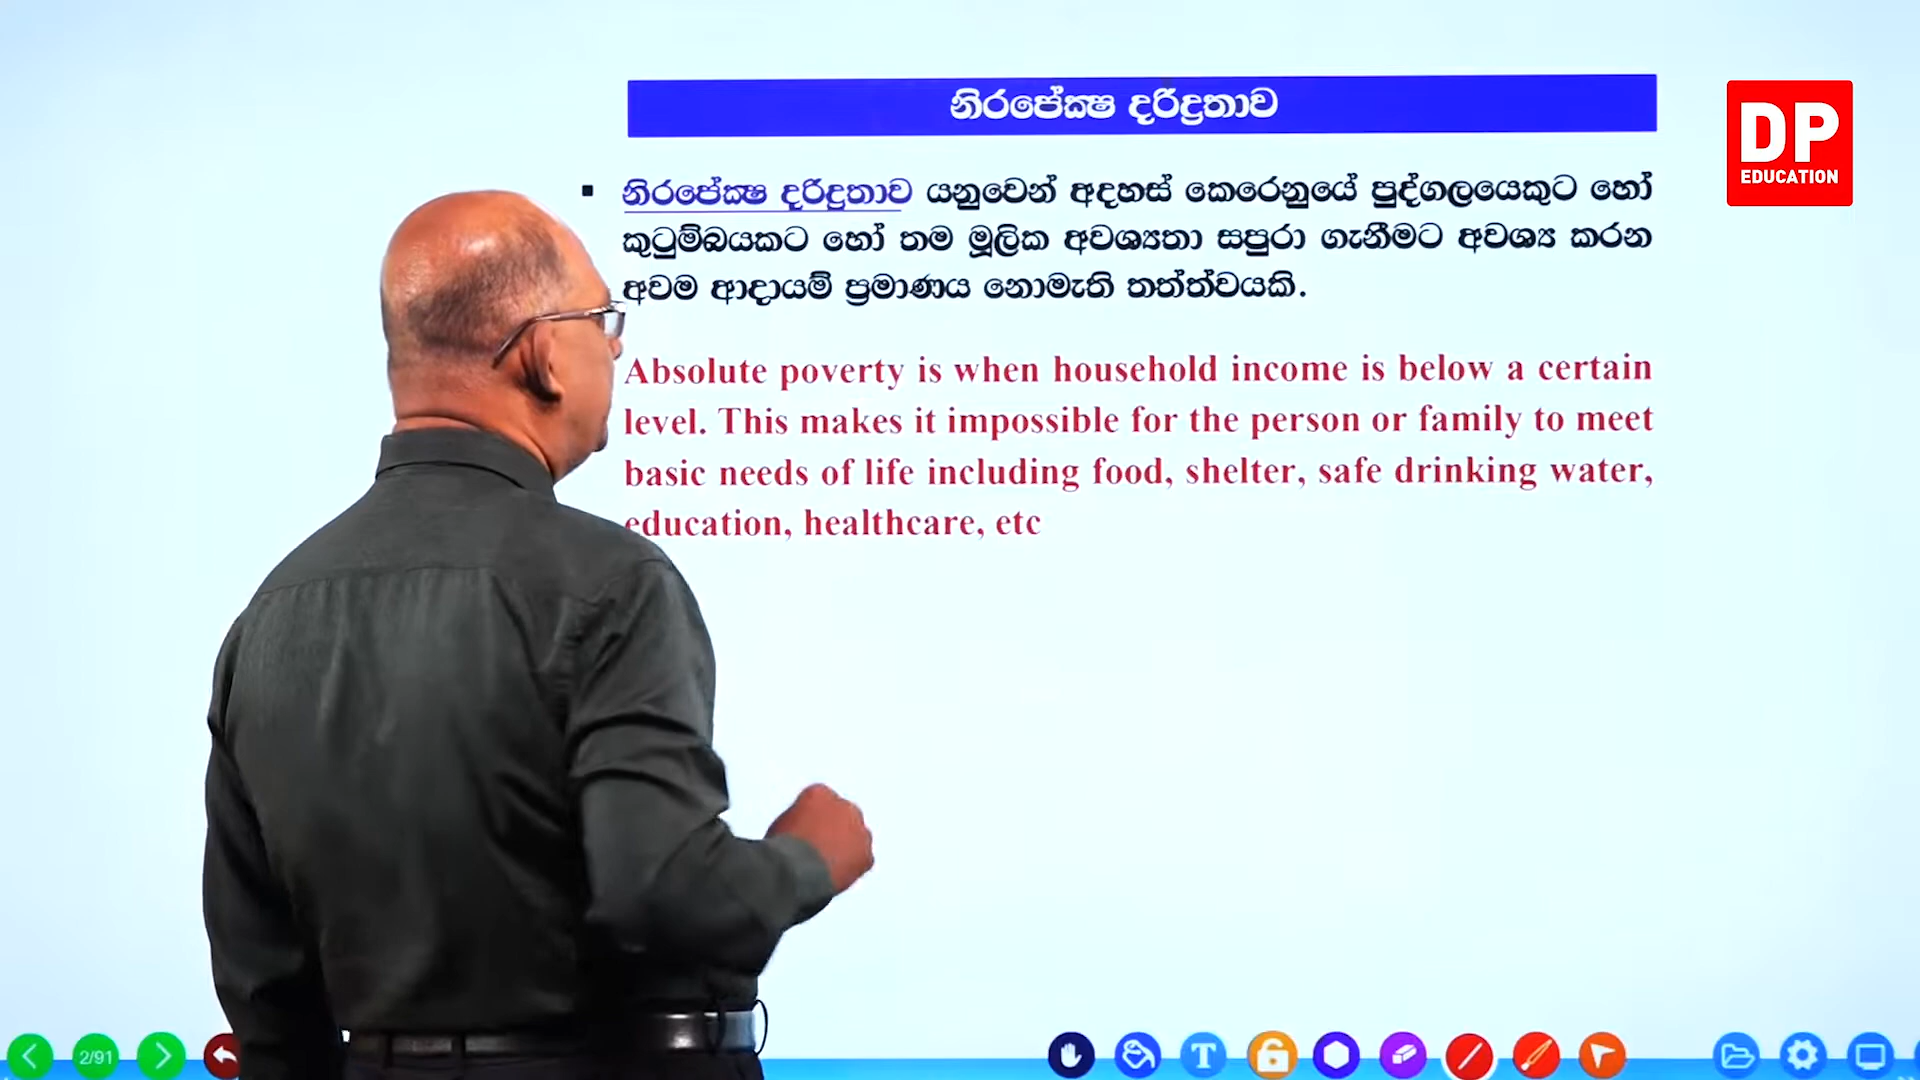 නිරපේක්‍ෂ දරිද්‍රතාව
DP
EDUCATION
▪ නිරපේක්‍ෂ දරිද්‍රතාව යනුවෙන් අදහස් කෙරෙනුයේ පුද්ගලයෙකුට හෝ
කුටුම්බයකට හෝ තම මූලික අවශ්‍යතා සපුරා ගැනීමට අවශ්‍ය කරන
අවම ආදායම් ප්‍රමාණය නොමැති තත්ත්වයකි.
Absolute poverty is when household income is below a certain
level. This makes it impossible for the person or family to meet
basic needs of life including food, shelter, safe drinking water,
education, healthcare, etc
2/91
T